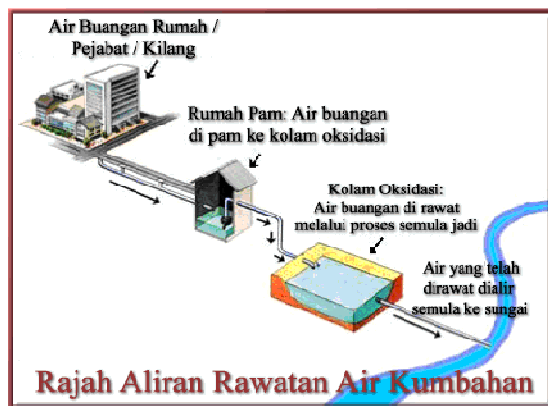 Air Buangan Rumah /
Pejabat / Kilang
Rumah Pam: Air buangan
di pam ke kolam oksidasi
Kolam Oksidasi:
Air buangan di rawat
melalui proses semula jadi
Air yang telah
dirawat dialir
semula ke sungai
Rajah Aliran Rawatan Air Kumbahan